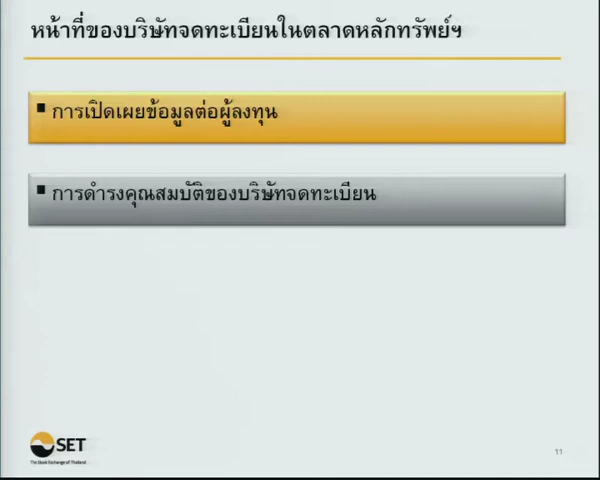 หน้าที่ของบริษัทจดทะเบียนในตลาดหลักทรัพย์ฯ
การเปิดเผยข้อมูลต่อผู้ลงทุน
การดำรงคุณสมบัติของบริษัทจดทะเบียน
SET
The Stock Exchange of Thailand
11